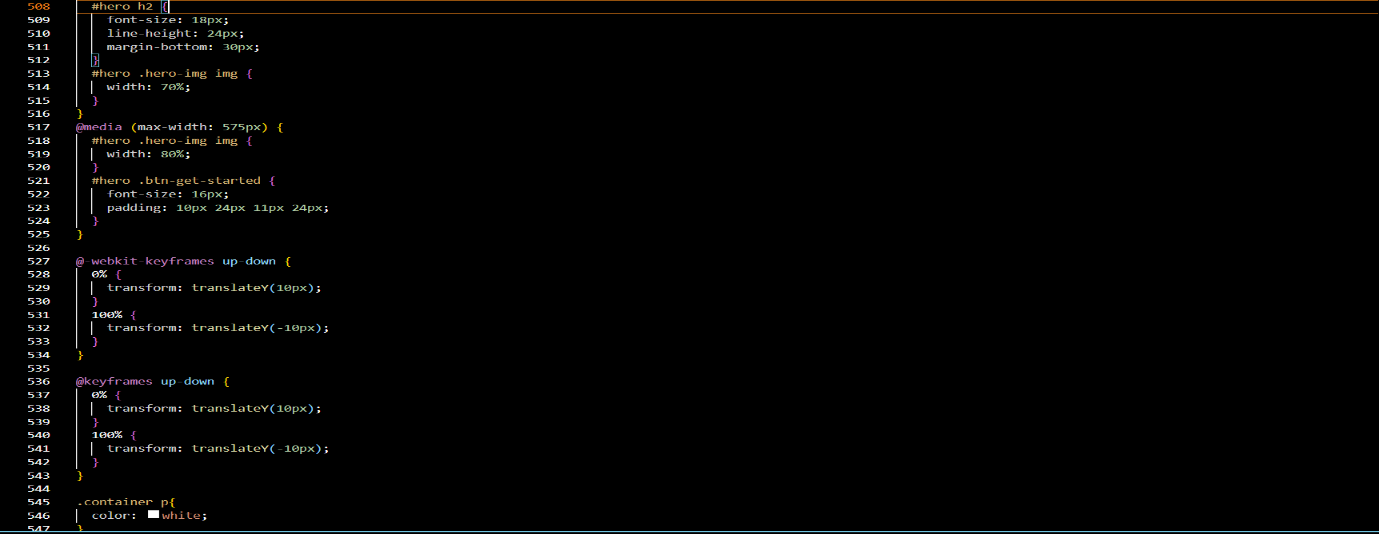 508 #hero h2 {
509 font-size: 18px;
510 line-height: 24px;
511 margin-bottom: 30px;
512 }
513 #hero .hero-img img {
514 width: 70%;
515 }
516 }
517 @media (max-width: 575px) {
518 #hero .hero-img img {
519 width: 80%;
520 }
521 #hero .btn-get-started {
522 font-size: 16px;
523 padding: 10px 24px 11px 24px;
524 }
525 }
526
527 @-webkit-keyframes up-down {
528 0% {
529 transform: translateY(10px);
530 }
531 100% {
532 transform: translateY(-10px);
533 }
534 }
535
536 @keyframes up-down {
537 0% {
538 transform: translateY(10px);
539 }
540 100% {
541 transform: translateY(-10px);
542 }
543 }
544
545 .container p{
546 color: white;
547 }